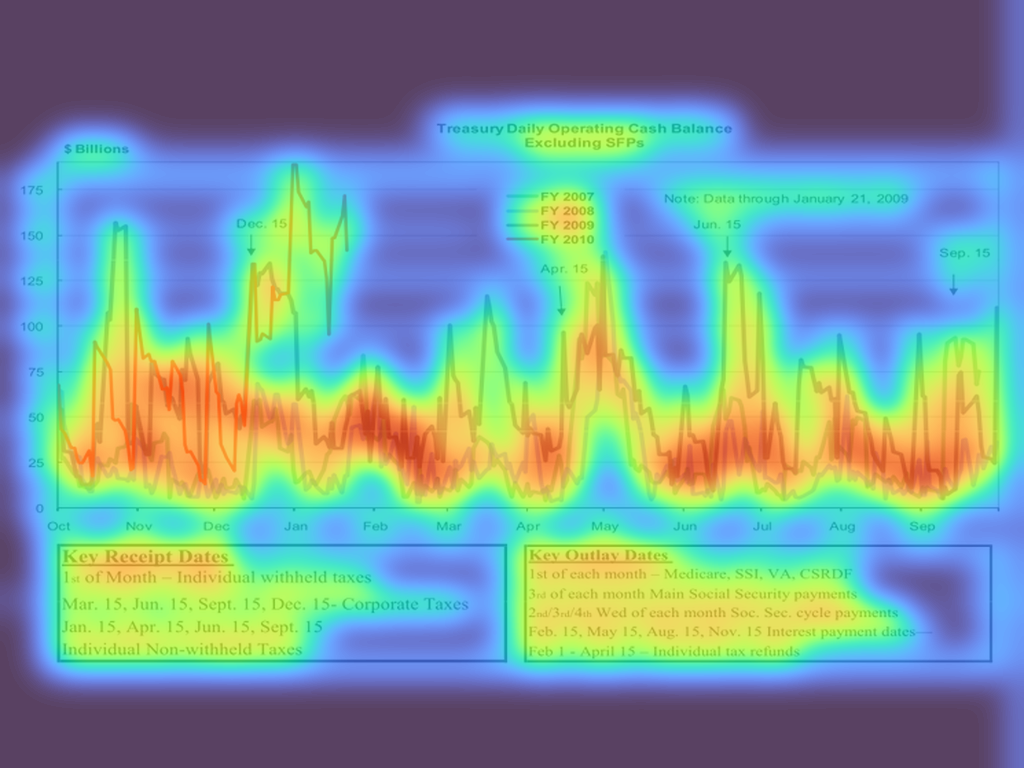 Treasury Daily Operating Cash Balance
Excluding SFPs
$ Billions
175
150
125
100
75
50
25
0
FY 2007
FY 2008
FY 2009
FY 2010
Note: Data through January 21, 2009
Dec. 15
Apr. 15
Jun. 15
Sep. 15
Oct Nov Dec Jan Feb Mar Apr May Jun Jul Aug Sep
Key Receipt Dates
1st of Month – Individual withheld taxes
Mar. 15, Jun. 15, Sept. 15, Dec. 15- Corporate Taxes
Jan. 15, Apr. 15, Jun. 15, Sept. 15
Individual Non-withheld Taxes
Key Outlay Dates
1st of each month – Medicare, SSI, VA, CSRDF
3rd of each month Main Social Security payments
2nd/3rd/4th Wed of each month Soc. Sec. cycle payments
Feb. 15, May 15, Aug. 15, Nov. 15 Interest payment dates—
Feb 1 - April 15 – Individual tax refunds